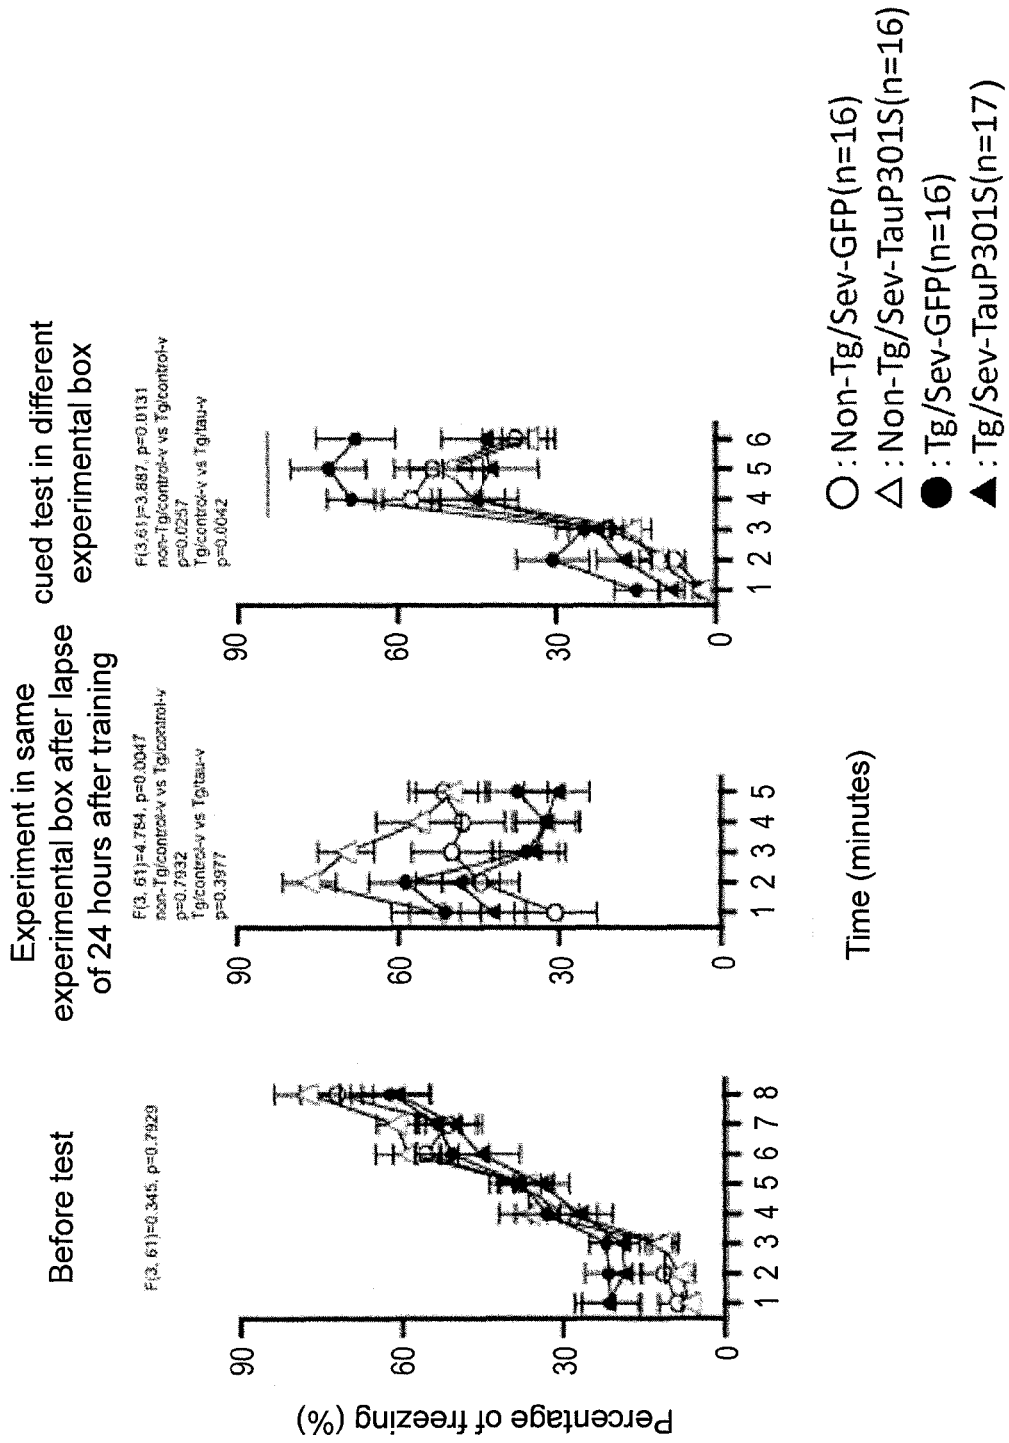 Before test
F(3, 61)=0.345, p=0.7929
Percentage of freezing (%)
90
60
30
0
1 2 3 4 5 6 7 8
Experiment in same
experimental box after lapse
of 24 hours after training
F(3, 61)=4.784, p=0.0047
non-Tg/control-v vs Tg/control-v
p=0.7932
Tg/control-v vs Tg/tau-v
p=0.3977
90
60
30
0
1 2 3 4 5
Time (minutes)
cued test in different
experimental box
F(3,61)=3.887, p=0.0131
non-Tg/control-v vs Tg/control-v
p=0.0257
Tg/control-v vs Tg/tau-v
p=0.0042
90
60
30
0
1 2 3 4 5 6
○ : Non-Tg/Sev-GFP(n=16)
△ : Non-Tg/Sev-TauP301S(n=16)
● : Tg/Sev-GFP(n=16)
▲ : Tg/Sev-TauP301S(n=17)